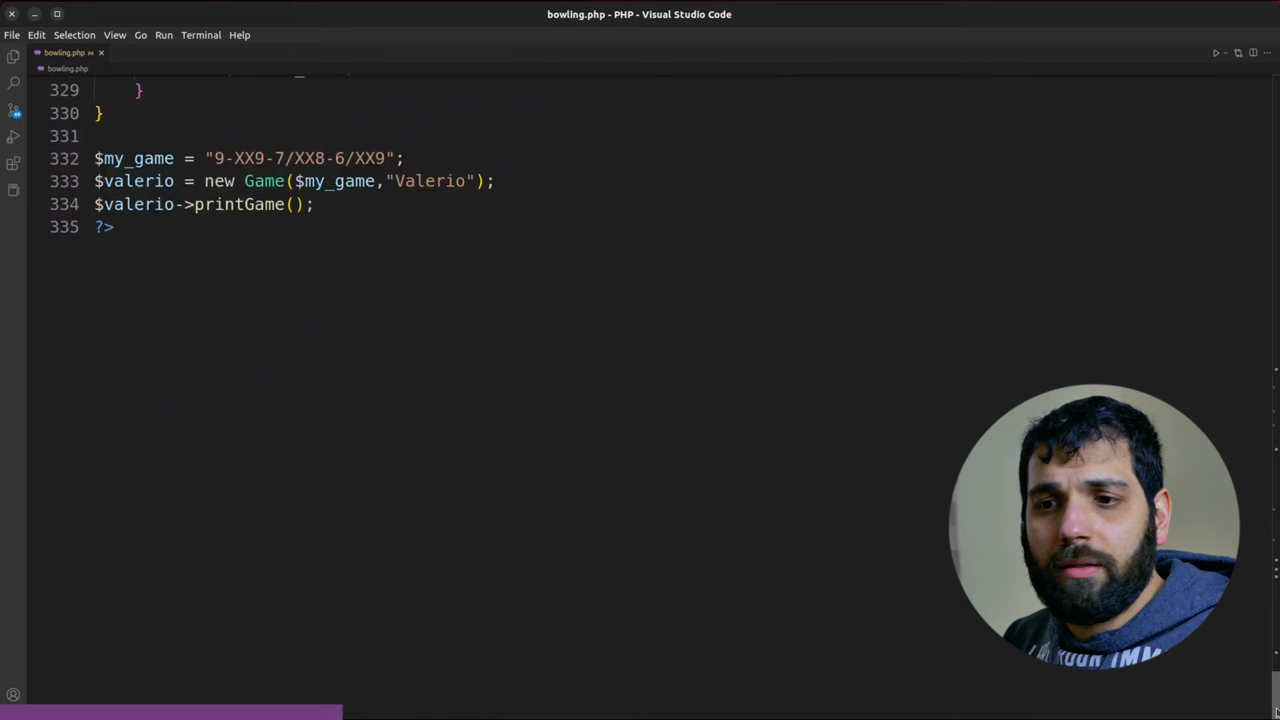 bowling.php - PHP - Visual Studio Code
File Edit Selection View Go Run Terminal Help
bowling.php M
bowling.php
329 }
330 }
331
332 $my_game = "9-XX9-7/XX8-6/XX9";
333 $valerio = new Game($my_game,"Valerio");
334 $valerio->printGame();
335 ?>